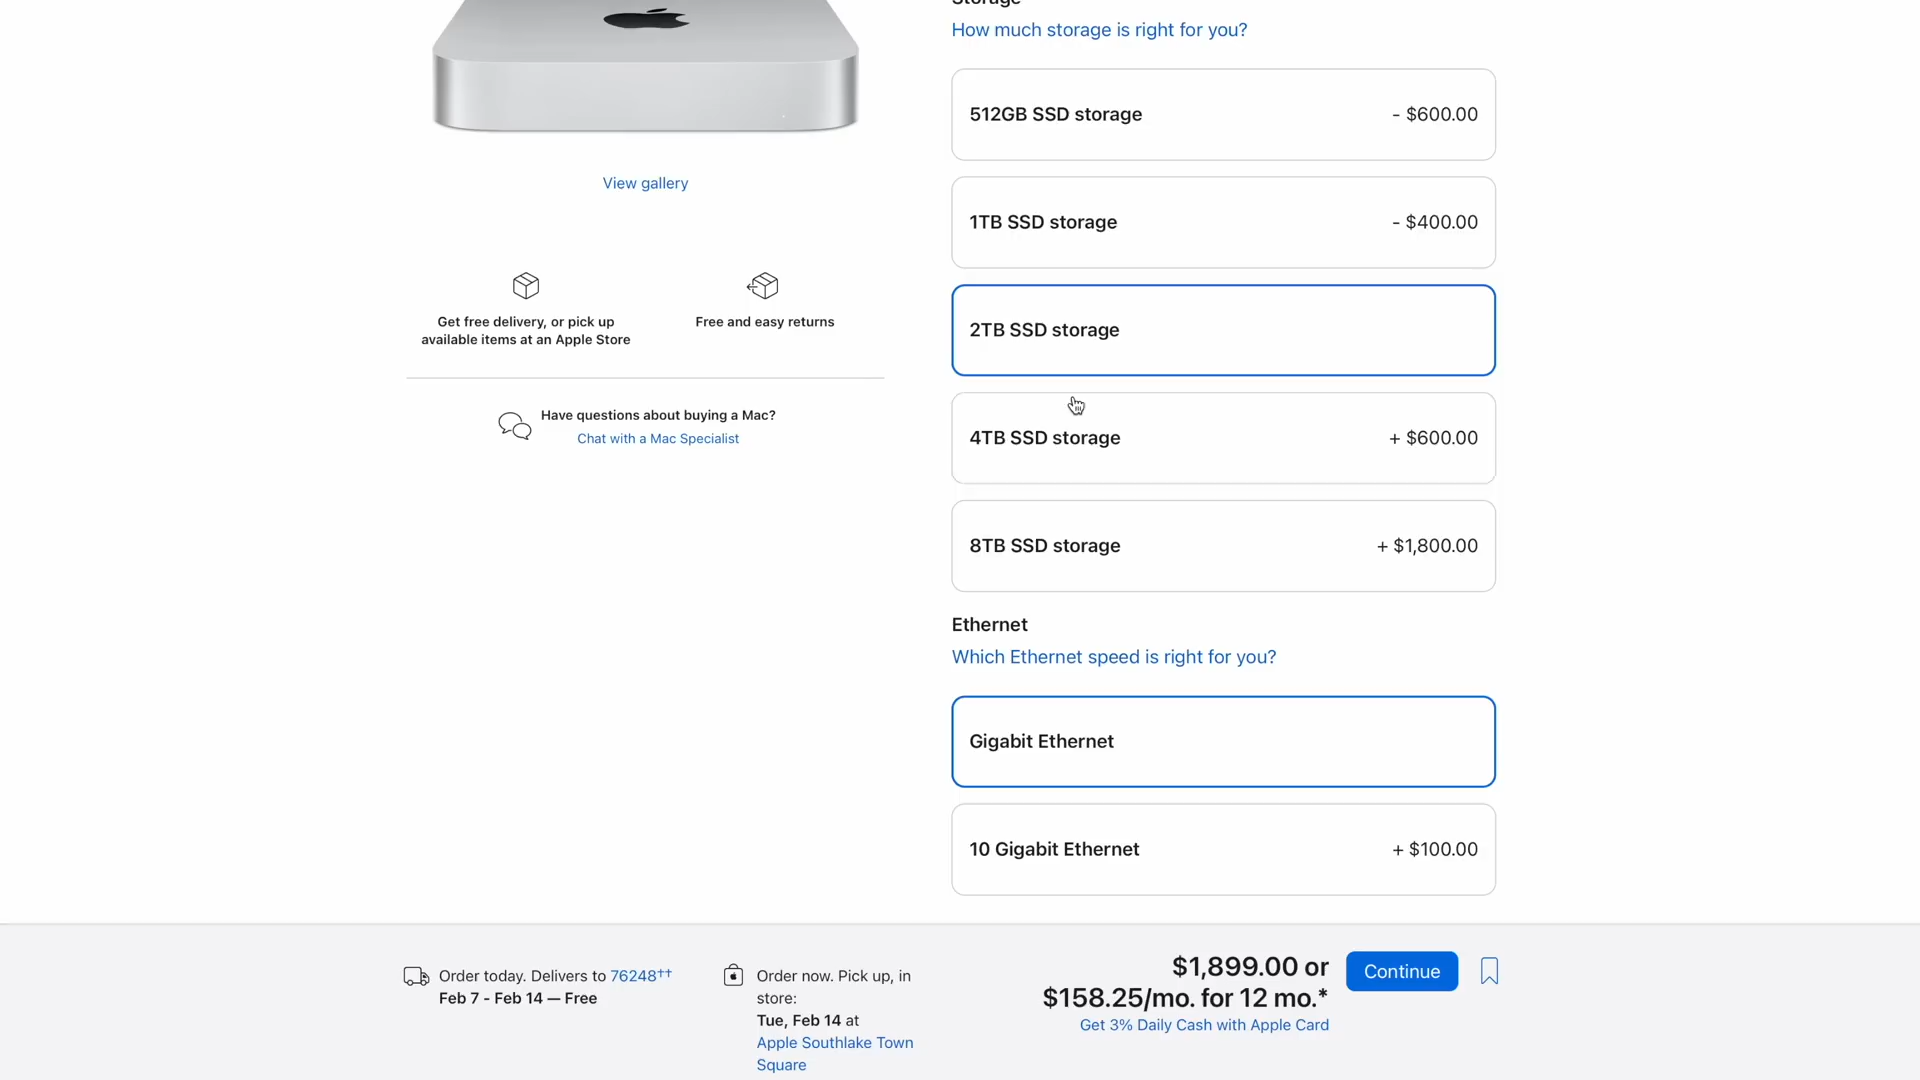 Storage
How much storage is right for you?
512GB SSD storage
- $600.00
1TB SSD storage
- $400.00
2TB SSD storage
4TB SSD storage
+ $600.00
8TB SSD storage
+ $1,800.00
Ethernet
Which Ethernet speed is right for you?
Gigabit Ethernet
10 Gigabit Ethernet
+ $100.00
View gallery
Get free delivery, or pick up
available items at an Apple Store
Free and easy returns
Have questions about buying a Mac?
Chat with a Mac Specialist
Order today. Delivers to 76248††
Feb 7 - Feb 14 — Free
Order now. Pick up, in
store:
Tue, Feb 14 at
Apple Southlake Town
Square
$1,899.00 or
$158.25/mo. for 12 mo.*
Get 3% Daily Cash with Apple Card
Continue